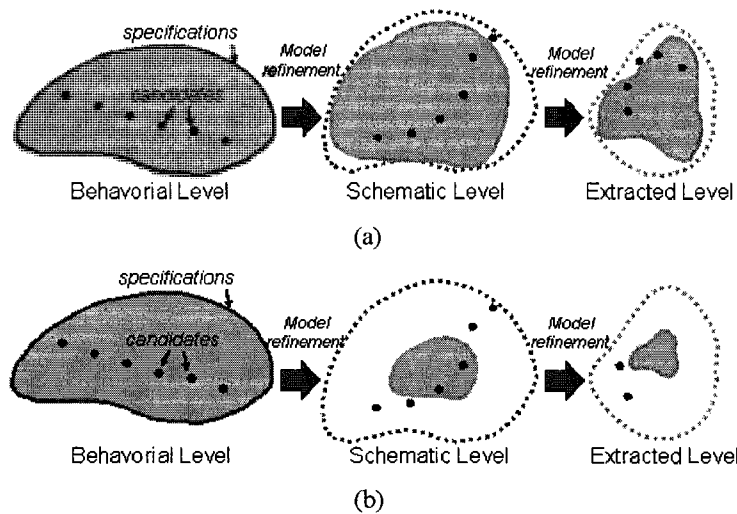 specifications
Model
refinement
Model
refinement
candidates
Behavorial Level
Schematic Level
Extracted Level
(a)
specifications
Model
refinement
Model
refinement
candidates
Behavorial Level
Schematic Level
Extracted Level
(b)